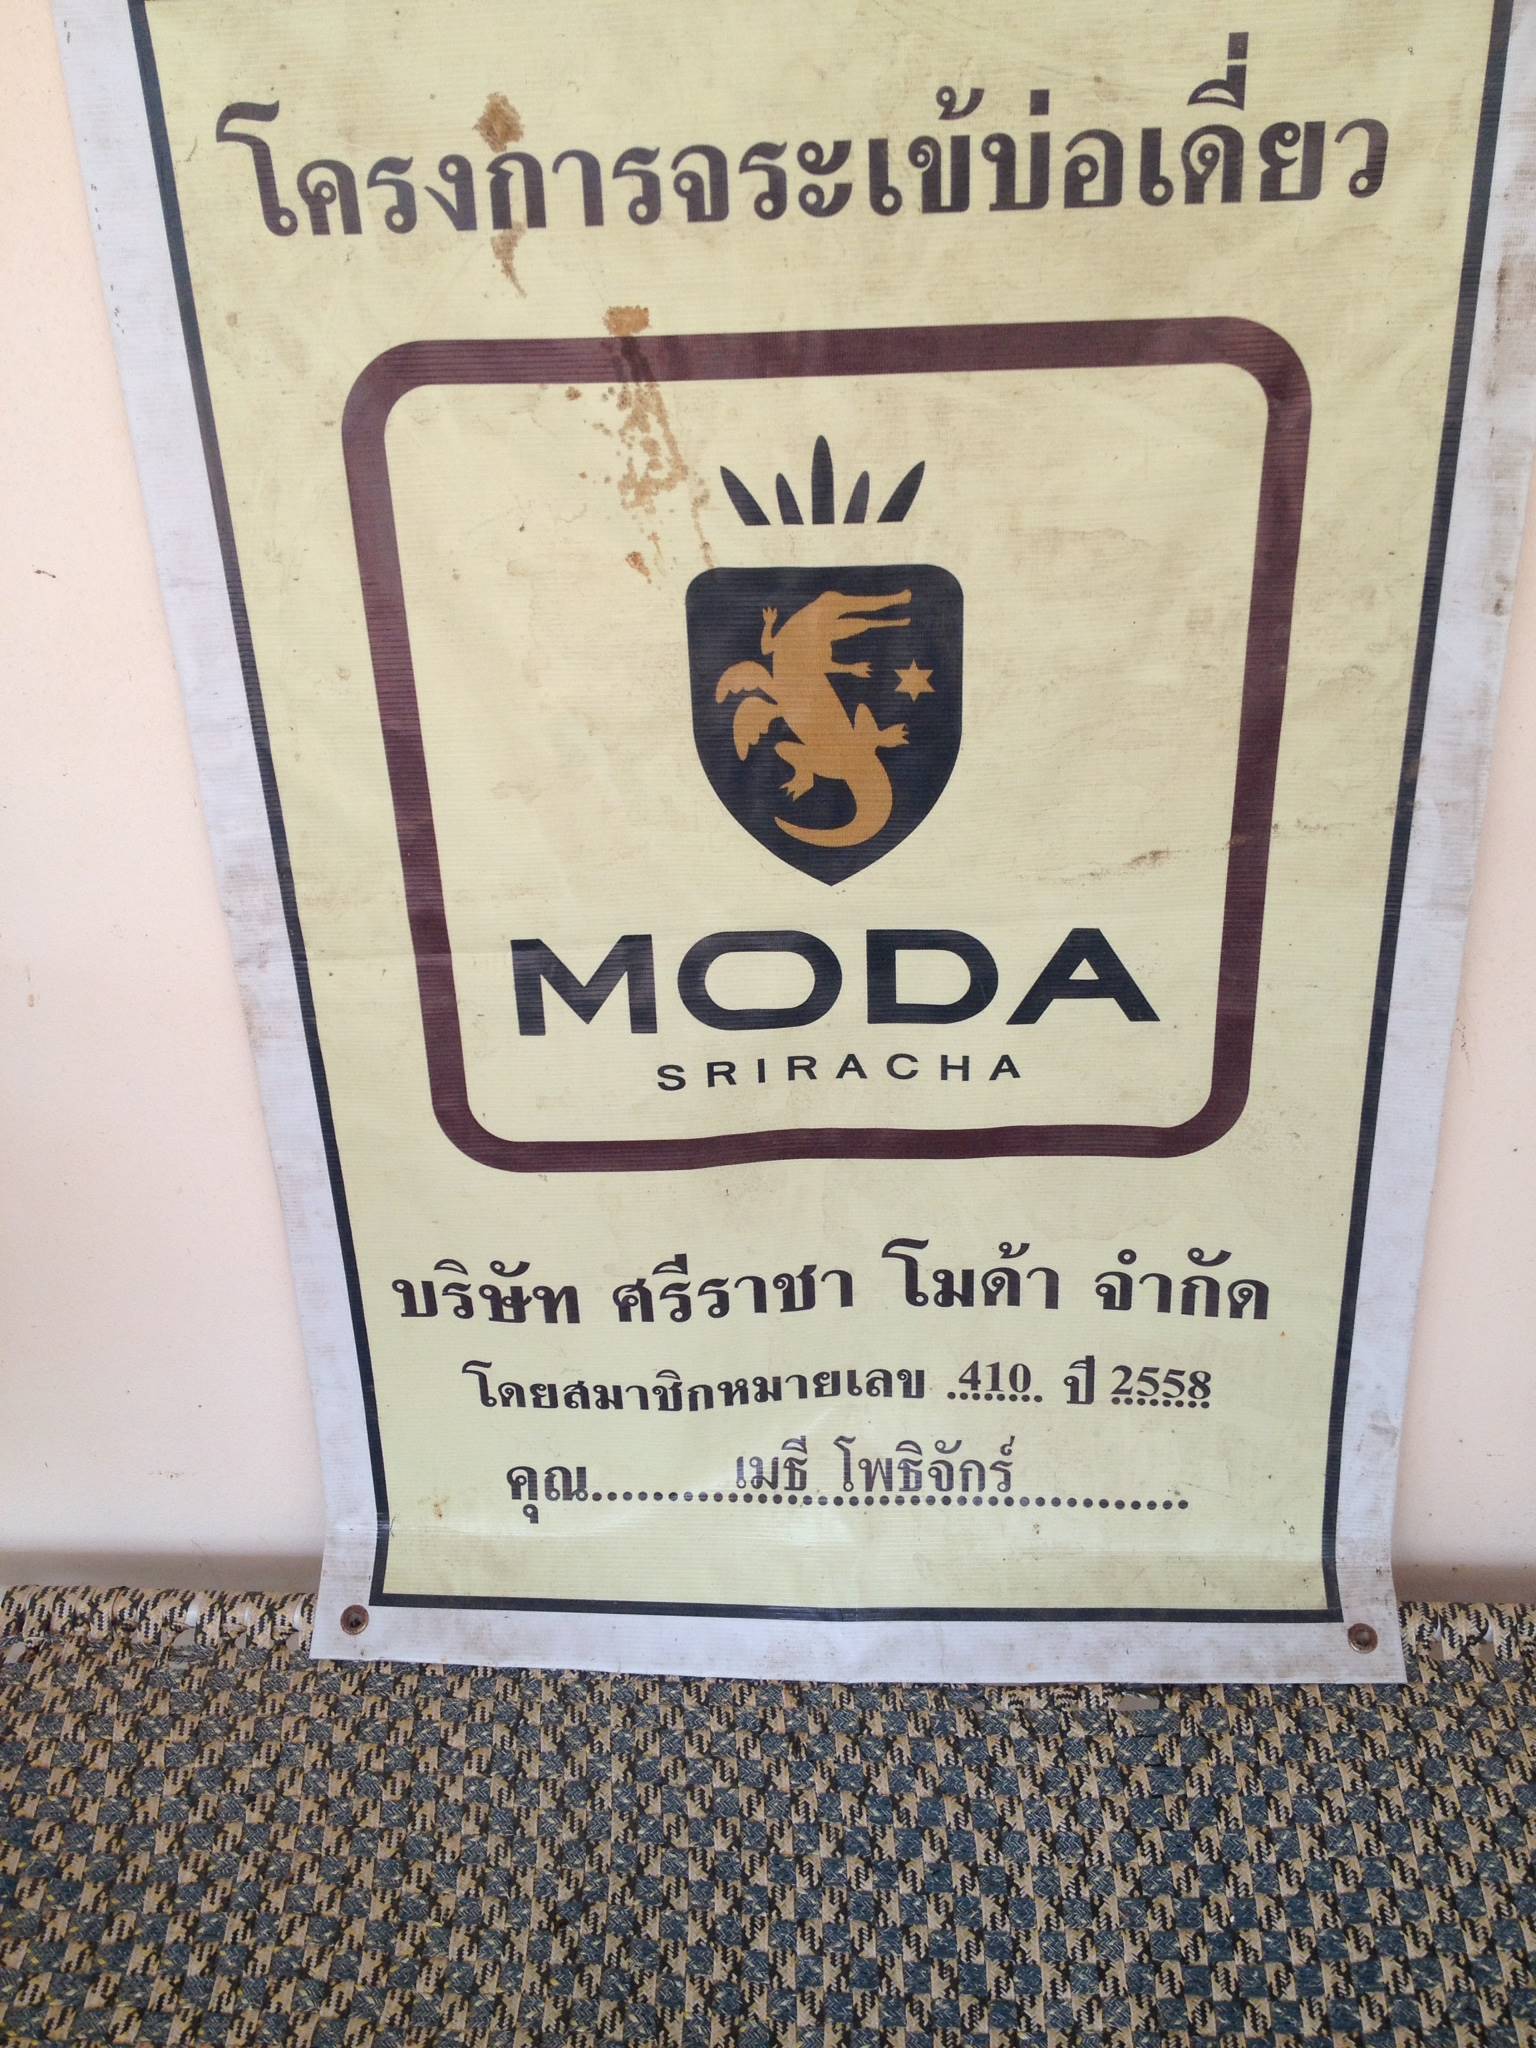 โครงการจระเข้บ่อเดี่ยว
MODA
SRIRACHA
บริษัท ศรีราชา โมด้า จำกัด
โดยสมาชิกหมายเลข ..410.. ปี 2558
คุณ......เมธี โพธิจักร์......